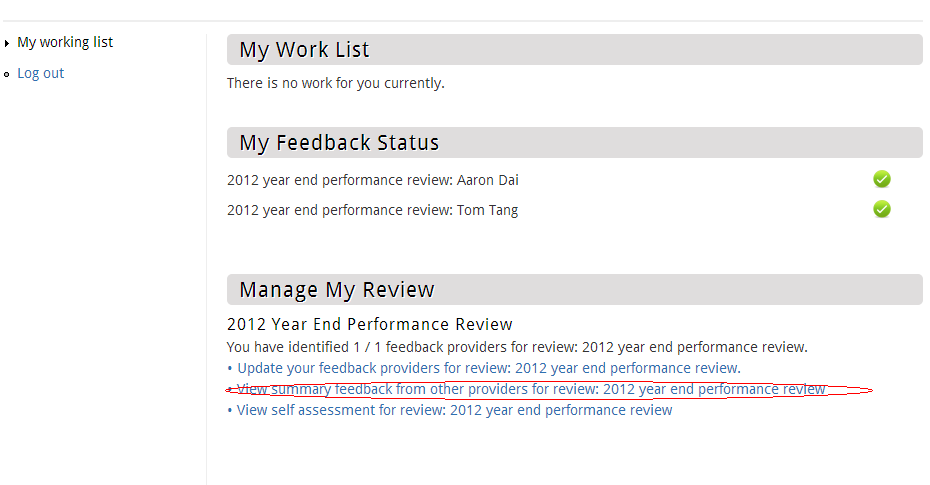 My working list
Log out
My Work List
There is no work for you currently.
My Feedback Status
2012 year end performance review: Aaron Dai
2012 year end performance review: Tom Tang
Manage My Review
2012 Year End Performance Review
You have identified 1 / 1 feedback providers for review: 2012 year end performance review.
• Update your feedback providers for review: 2012 year end performance review.
• View summary feedback from other providers for review: 2012 year end performance review
• View self assessment for review: 2012 year end performance review